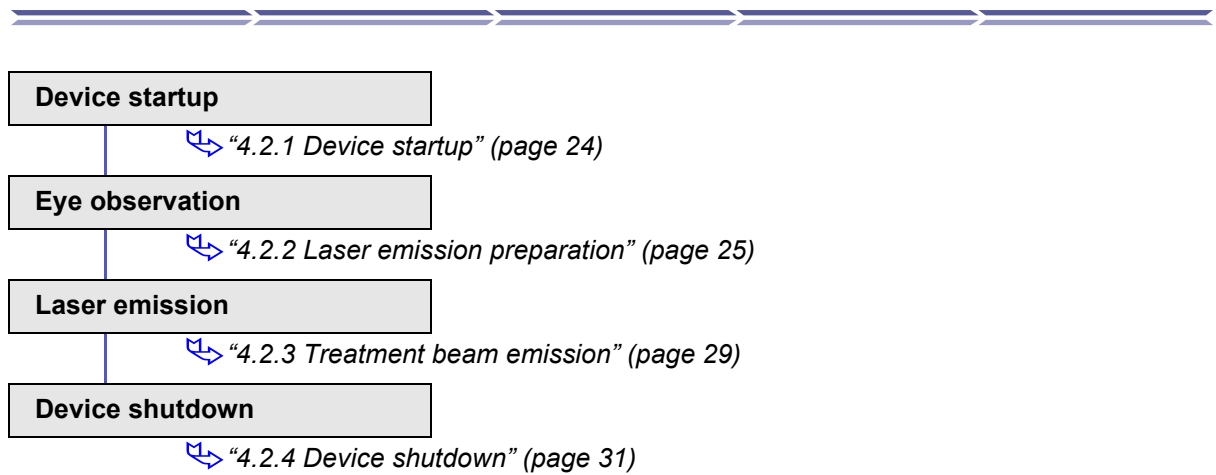 Device startup
“4.2.1 Device startup” (page 24)
Eye observation
“4.2.2 Laser emission preparation” (page 25)
Laser emission
“4.2.3 Treatment beam emission” (page 29)
Device shutdown
“4.2.4 Device shutdown” (page 31)